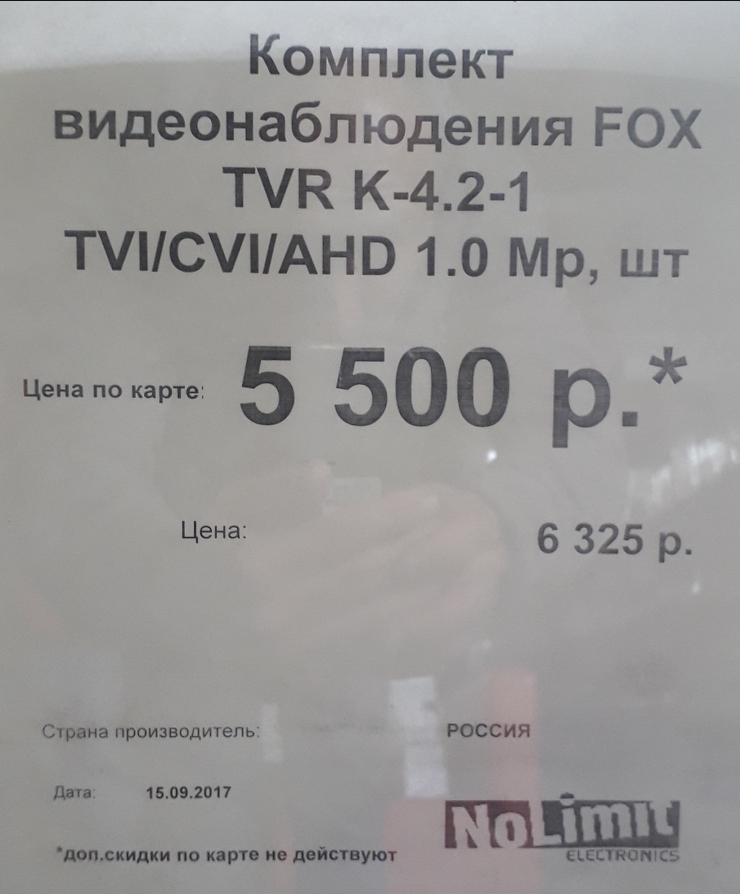 Комплект
видеонаблюдения FOX
TVR K-4.2-1
TVI/CVI/AHD 1.0 Mp, шт
Цена по карте: 5 500 р.*
Цена: 6 325 р.
Страна производитель: РОССИЯ
Дата: 15.09.2017
NoLimit
ELECTRONICS
*доп.скидки по карте не действуют